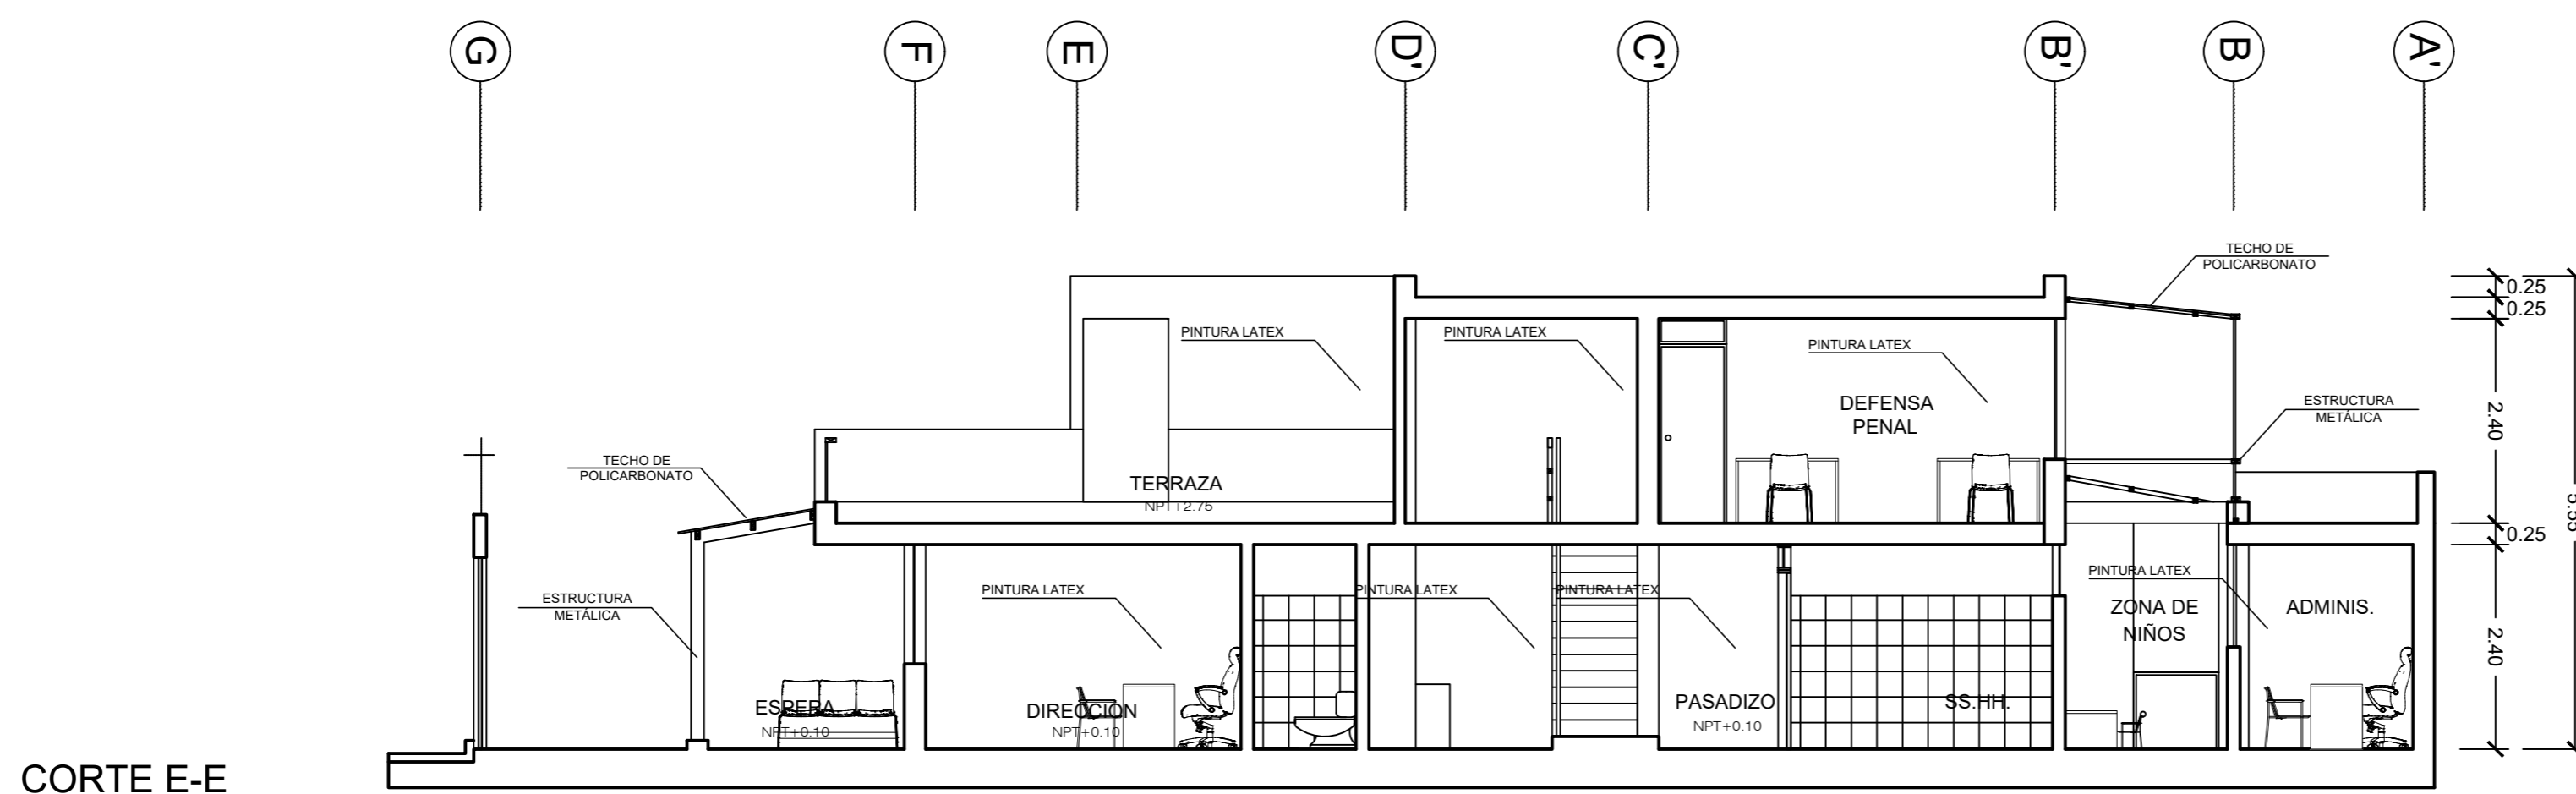 G
F
E
D'
C'
B'
B
A'
TECHO DE
POLICARBONATO
0.25
0.25
PINTURA LATEX
PINTURA LATEX
PINTURA LATEX
DEFENSA
PENAL
ESTRUCTURA
METÁLICA
2.40
TECHO DE
POLICARBONATO
TERRAZA
NPT+2.75
5.55
0.25
ESTRUCTURA
METÁLICA
PINTURA LATEX
PINTURA LATEX
PINTURA LATEX
PINTURA LATEX
ZONA DE
NIÑOS
ADMINIS.
2.40
ESPERA
NPT+0.10
DIRECCION
NPT+0.10
PASADIZO
NPT+0.10
SS.HH.
CORTE E-E